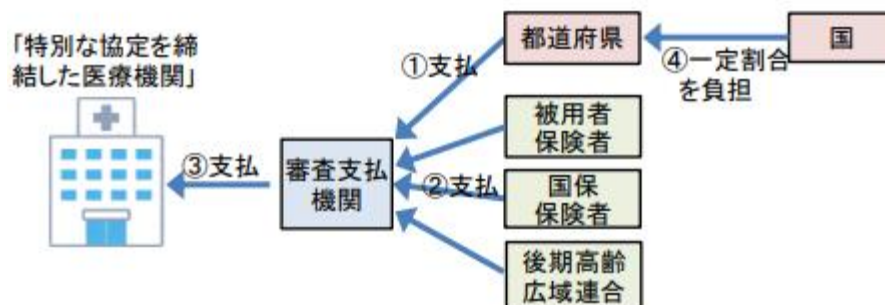 「特別な協定を締
結した医療機関」
①支払
都道府県
国
④一定割合
を負担
被用者
保険者
③支払
審査支払
機関
②支払
国保
保険者
後期高齢
広域連合